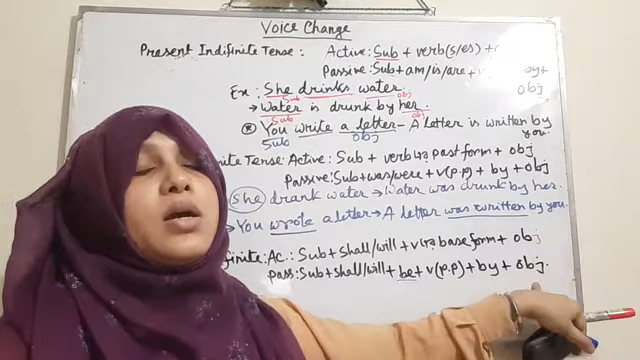 Voice Change
Present Indifinite Tense: Active: Sub + verb(s/es) +
Passive: Sub + am/is/are + by +
obj
Ex: She drinks water.
Sub obj
→ Water is drunk by her.
Sub obj
* You write a letter - A letter is written by you.
Sub obj
nite Tense: Active: Sub + verb এর past form + obj
Passive: Sub + was/were + v(p.p) + by + obj
She drank water → Water was drunk by her.
→ You wrote a letter → A letter was written by you.
finite: AC.: Sub + Shall/will + v এর base form + obj
Pass: Sub + shall/will + be + v(p.p) + by + obj.